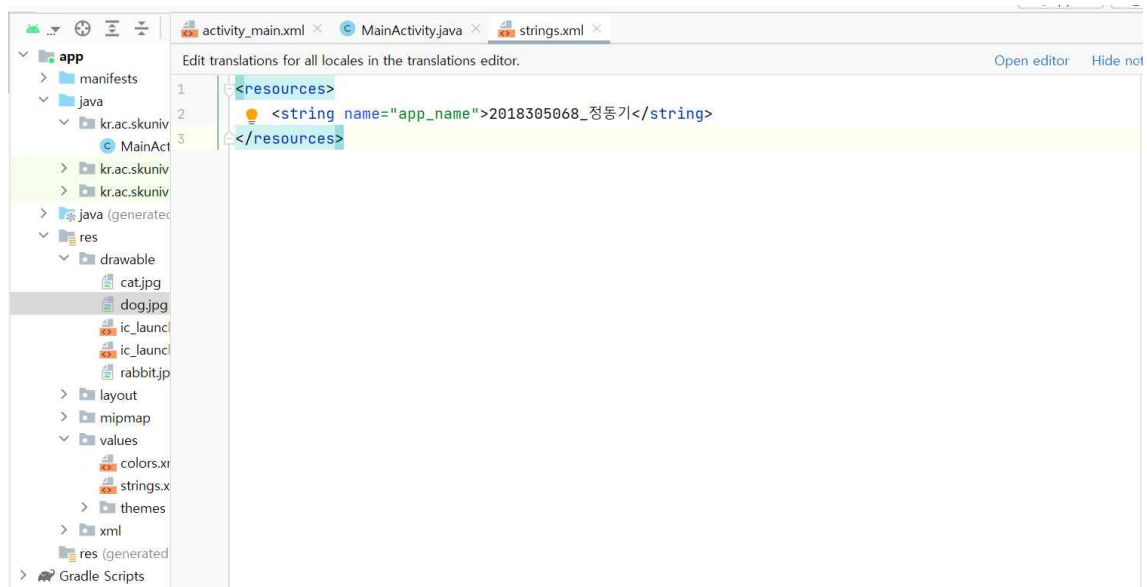 activity_main.xml
MainActivity.java
strings.xml
Edit translations for all locales in the translations editor.
Open editor
Hide not
app
manifests
java
kr.ac.skuniv
MainAct
kr.ac.skuniv
kr.ac.skuniv
java (generated
res
drawable
cat.jpg
dog.jpg
ic_launcl
ic_launcl
rabbit.jp
layout
mipmap
values
colors.xr
strings.x
themes
xml
res (generated
Gradle Scripts
1 <resources>
2 <string name="app_name">2018305068_정동기</string>
3 </resources>